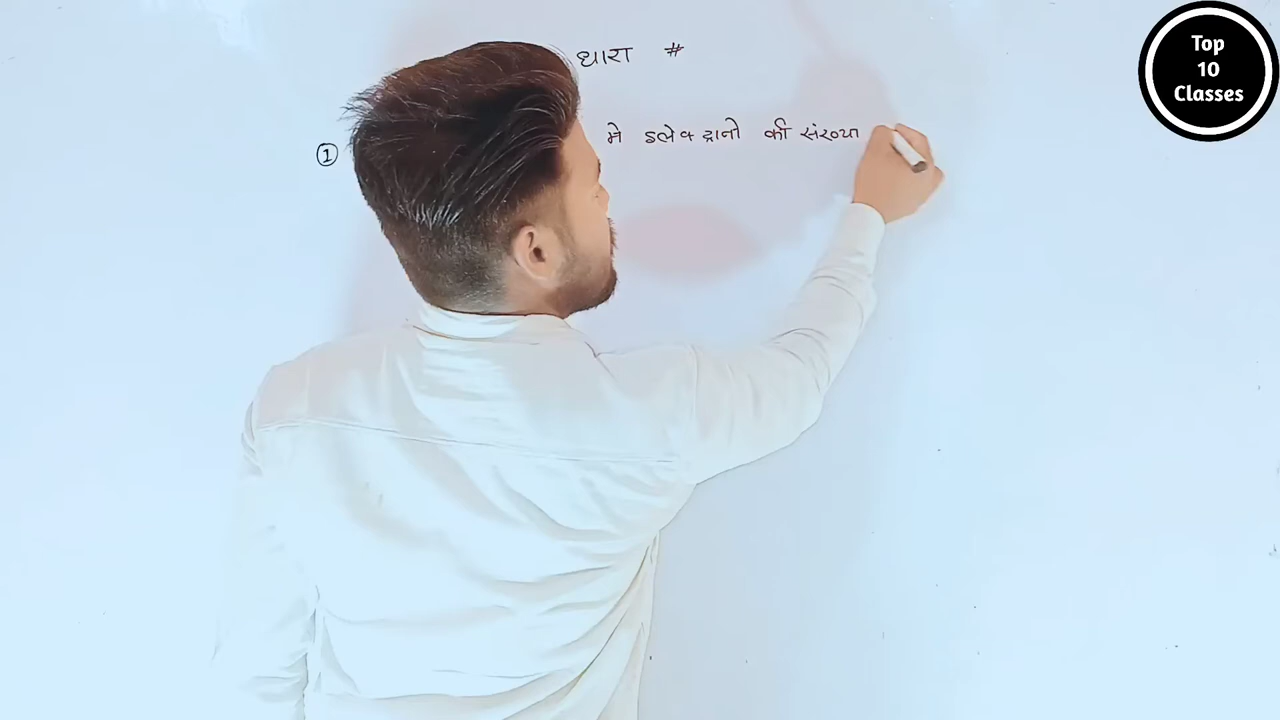 धारा #
① मे इलेक्ट्रानो की संख्या
Top
10
Classes